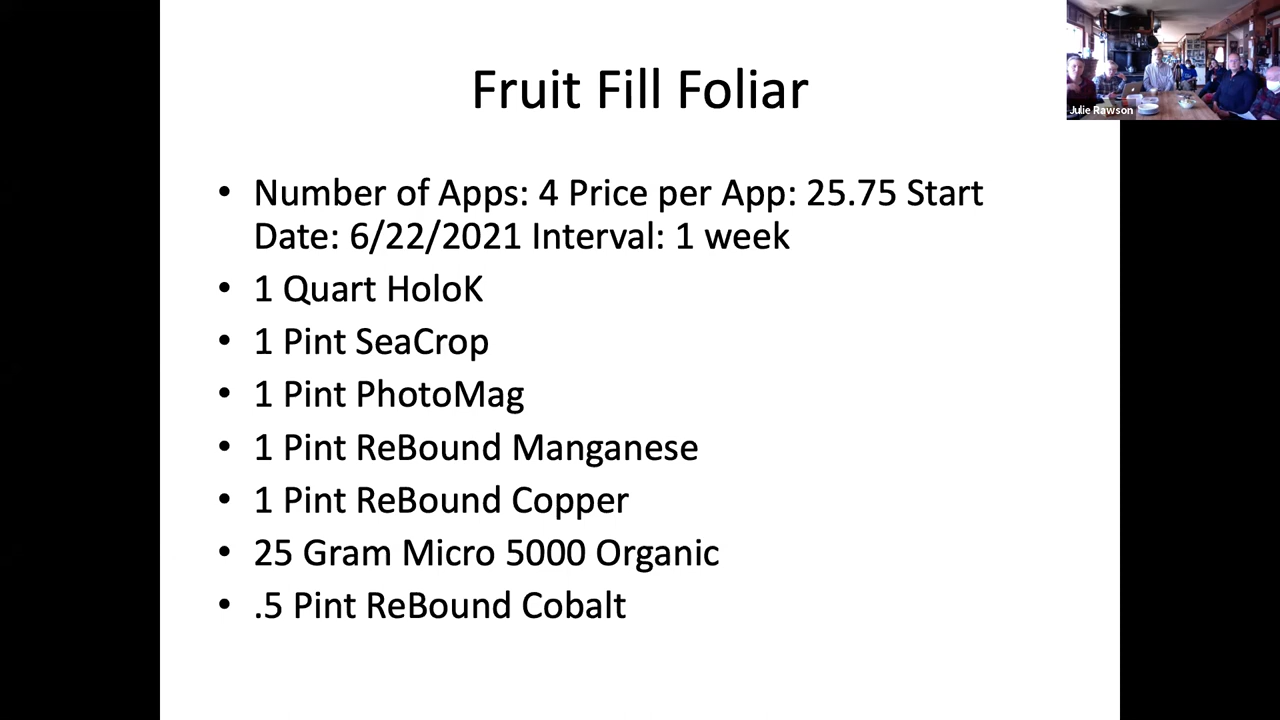 Fruit Fill Foliar
• Number of Apps: 4 Price per App: 25.75 Start
Date: 6/22/2021 Interval: 1 week
• 1 Quart HoloK
• 1 Pint SeaCrop
• 1 Pint PhotoMag
• 1 Pint ReBound Manganese
• 1 Pint ReBound Copper
• 25 Gram Micro 5000 Organic
• .5 Pint ReBound Cobalt
Julie Rawson